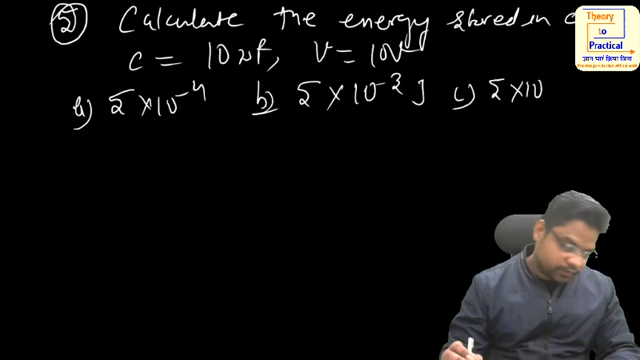 5) Calculate the energy stored in c
C = 10 μf, V = 10V
a) 5 × 10⁻⁴ b) 5 × 10⁻³ J c) 5 × 10
Theory
to
Practical
ज्ञान भारं क्रिया विना